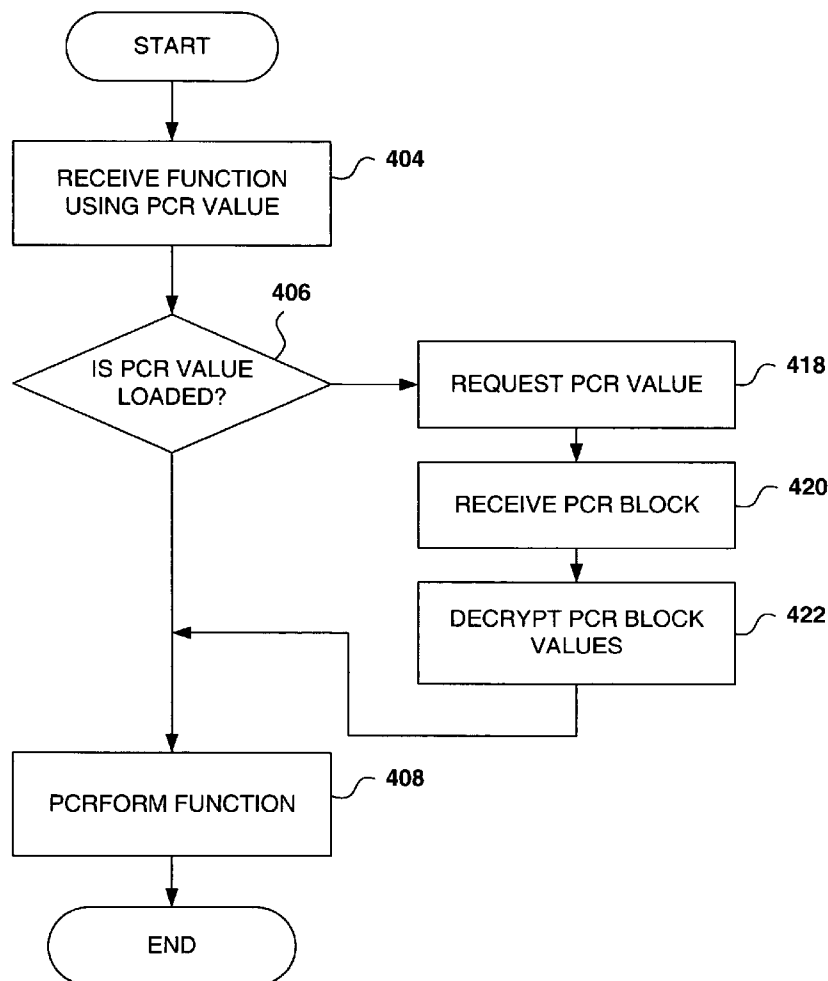 START
404
RECEIVE FUNCTION
USING PCR VALUE
406
IS PCR VALUE
LOADED?
418
REQUEST PCR VALUE
420
RECEIVE PCR BLOCK
422
DECRYPT PCR BLOCK
VALUES
408
PCRFORM FUNCTION
END